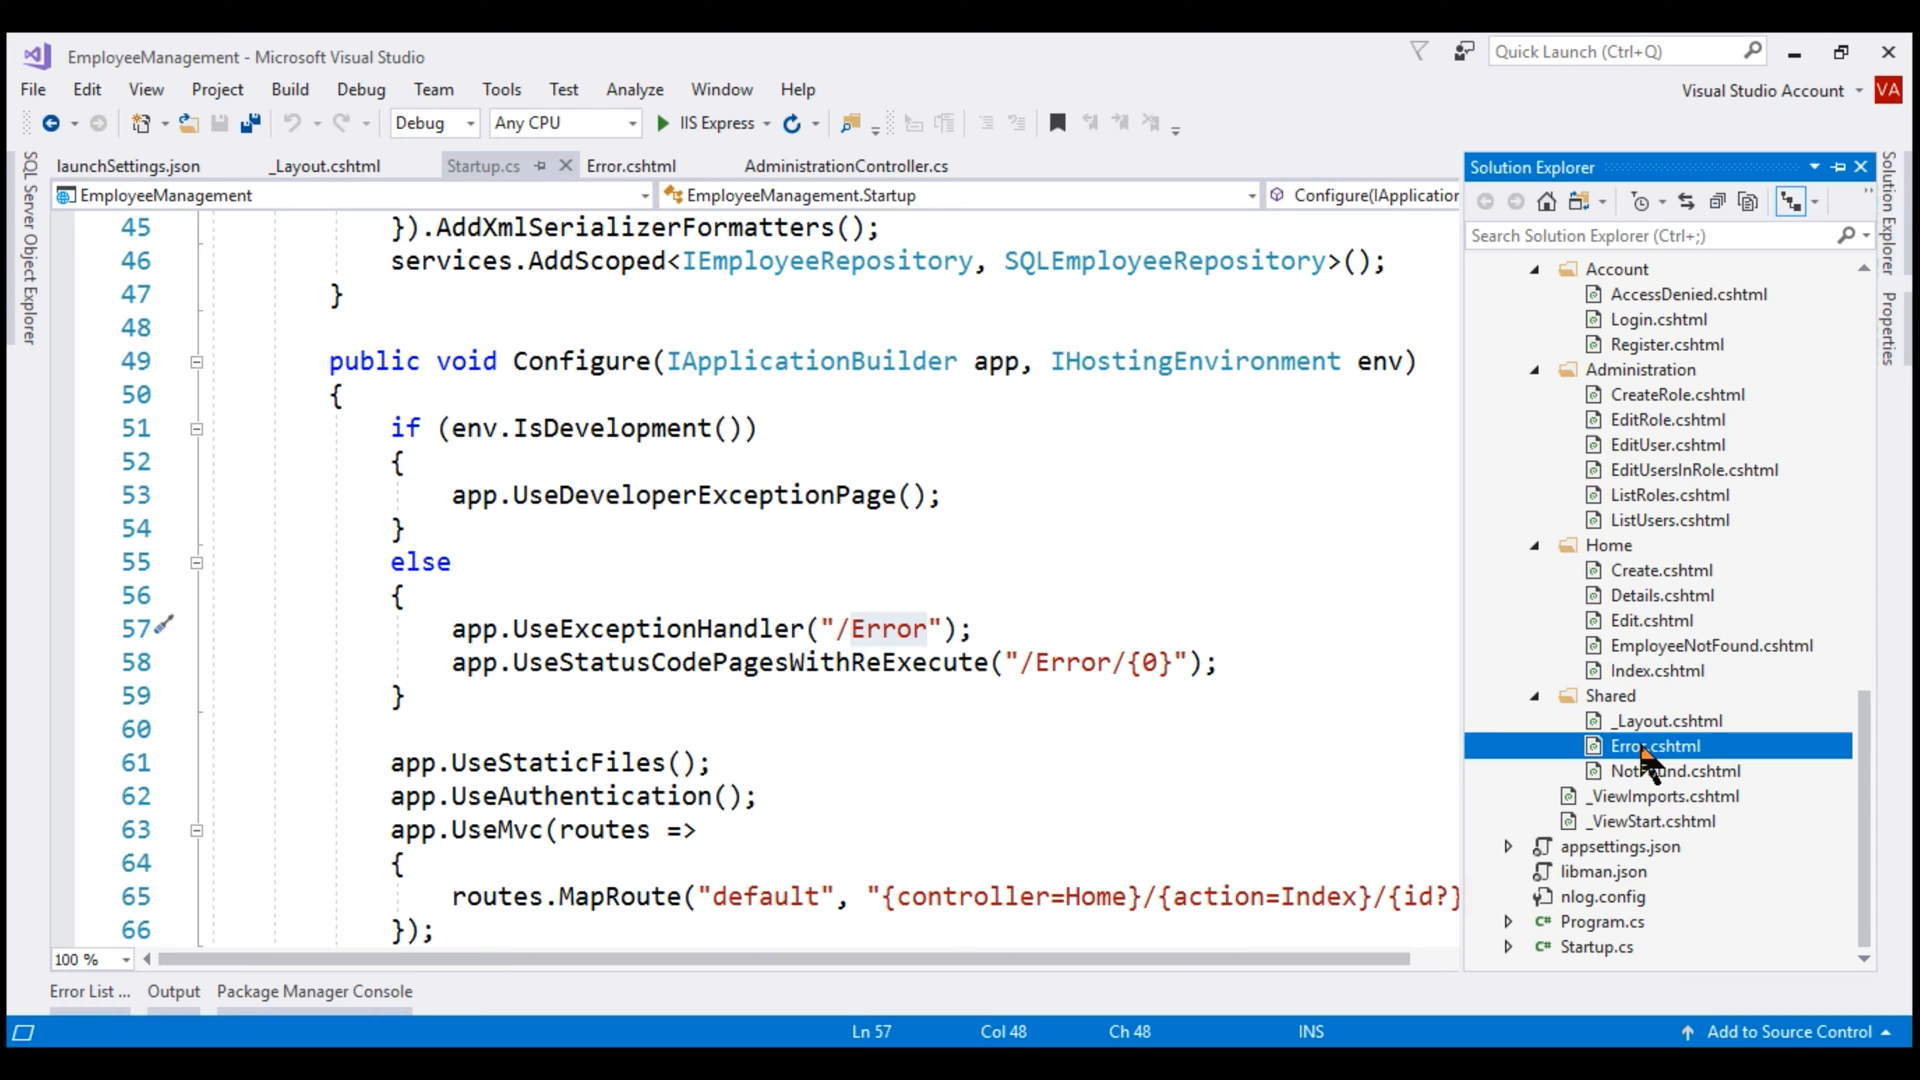 EmployeeManagement - Microsoft Visual Studio
Quick Launch (Ctrl+Q)
File Edit View Project Build Debug Team Tools Test Analyze Window Help
Visual Studio Account VA
Debug Any CPU IIS Express
launchSettings.json _Layout.cshtml Startup.cs Error.cshtml AdministrationController.cs
EmployeeManagement EmployeeManagement.Startup Configure(IApplication
45 }).AddXmlSerializerFormatters();
46 services.AddScoped<IEmployeeRepository, SQLEmployeeRepository>();
47 }
48
49 public void Configure(IApplicationBuilder app, IHostingEnvironment env)
50 {
51 if (env.IsDevelopment())
52 {
53 app.UseDeveloperExceptionPage();
54 }
55 else
56 {
57 app.UseExceptionHandler("/Error");
58 app.UseStatusCodePagesWithReExecute("/Error/{0}");
59 }
60
61 app.UseStaticFiles();
62 app.UseAuthentication();
63 app.UseMvc(routes =>
64 {
65 routes.MapRoute("default", "{controller=Home}/{action=Index}/{id?}
66 });
100 %
SQL Server Object Explorer
Solution Explorer
Search Solution Explorer (Ctrl+;)
Account
AccessDenied.cshtml
Login.cshtml
Register.cshtml
Administration
CreateRole.cshtml
EditRole.cshtml
EditUser.cshtml
EditUsersInRole.cshtml
ListRoles.cshtml
ListUsers.cshtml
Home
Create.cshtml
Details.cshtml
Edit.cshtml
EmployeeNotFound.cshtml
Index.cshtml
Shared
_Layout.cshtml
Error.cshtml
NotFound.cshtml
_ViewImports.cshtml
_ViewStart.cshtml
appsettings.json
libman.json
nlog.config
C# Program.cs
C# Startup.cs
Solution Explorer
Properties
Error List ... Output Package Manager Console
Ln 57 Col 48 Ch 48 INS Add to Source Control